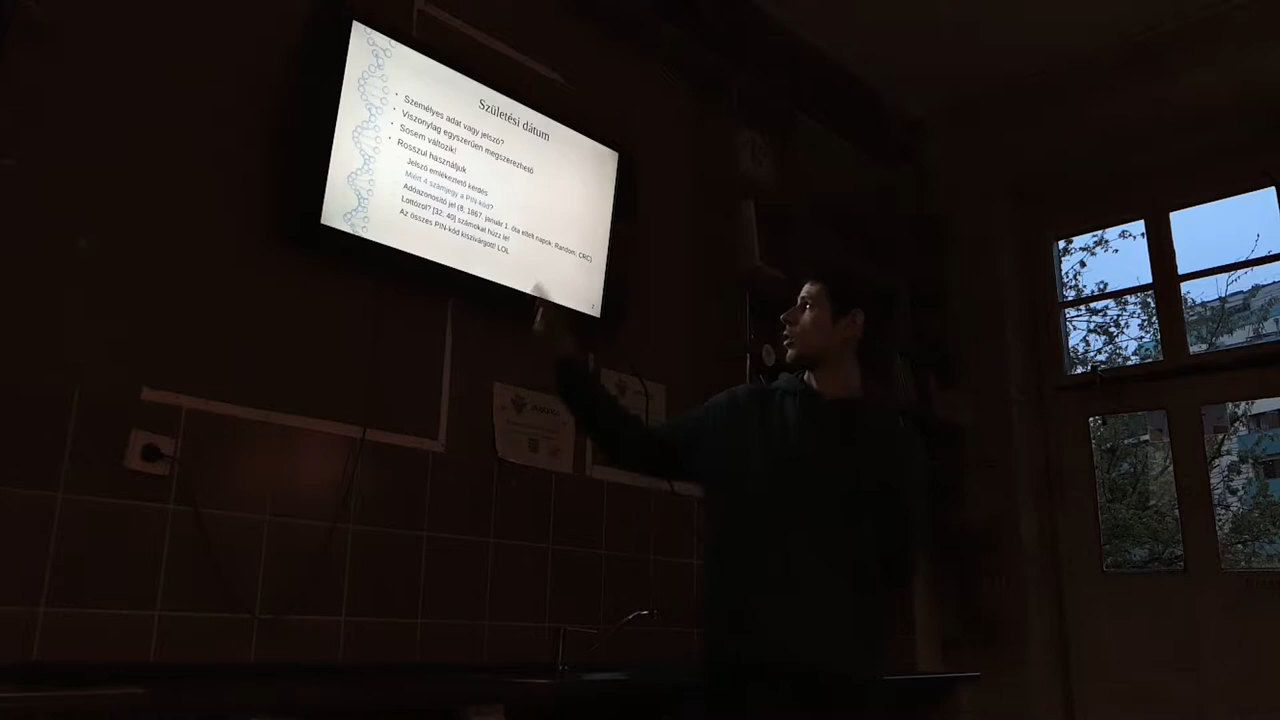 Születési dátum
• Személyes adat vagy jelszó?
• Viszonylag egyszerűen megszerezhető
• Sosem változik!
• Rosszul használjuk
Jelszó emlékeztető kérdés
Miért 4 számjegy a PIN-kód?
Adóazonosító jel (8; 1867. január 1. óta eltelt napok; Random; CRC)
Lottózol? [32, 40] számokat húzz le!
Az összes PIN-kód kiszivárgott! LOL